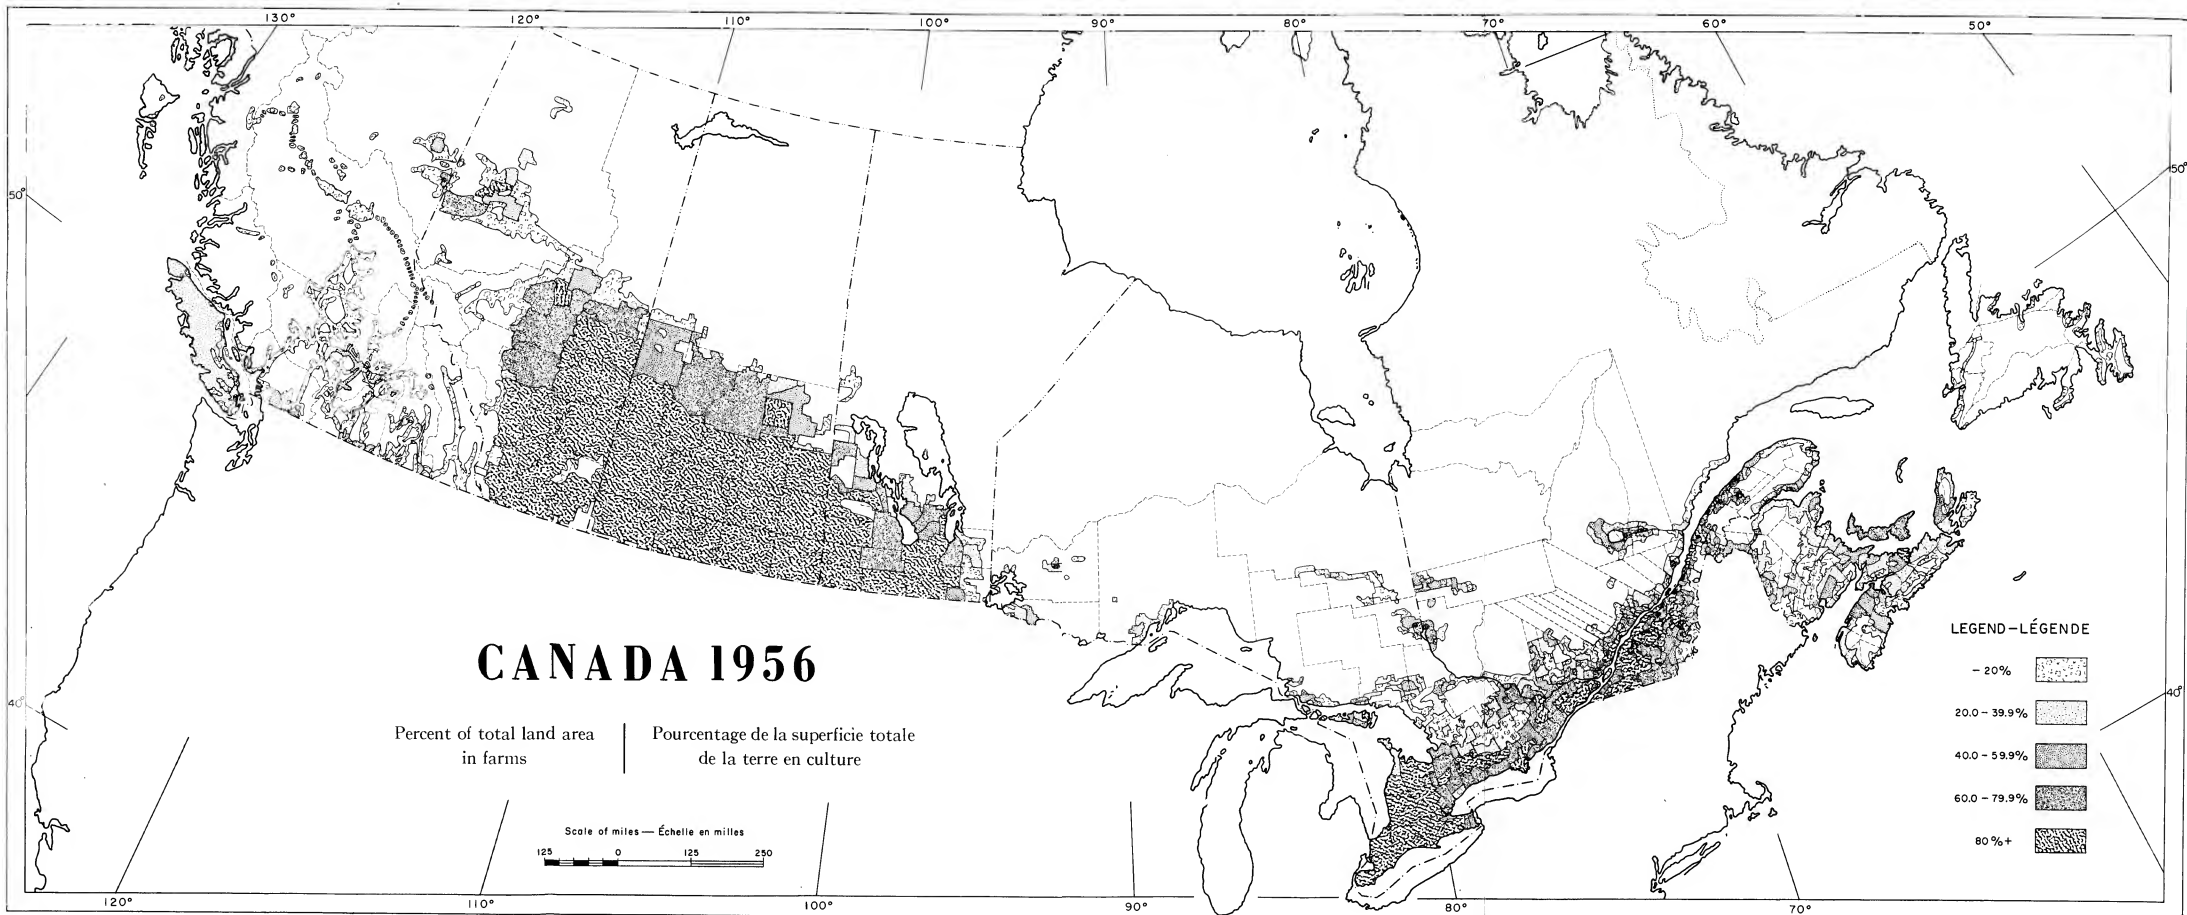 130°
120°
110°
100°
90°
80°
70°
60°
50°
50°
50°
40°
40°
CANADA 1956
Percent of total land area
in farms
Pourcentage de la superficie totale
de la terre en culture
Scale of miles — Échelle en milles
125 0 125 250
LEGEND–LÉGENDE
- 20%
20.0 - 39.9%
40.0 - 59.9%
60.0 - 79.9%
80%+
120°
110°
100°
90°
80°
70°